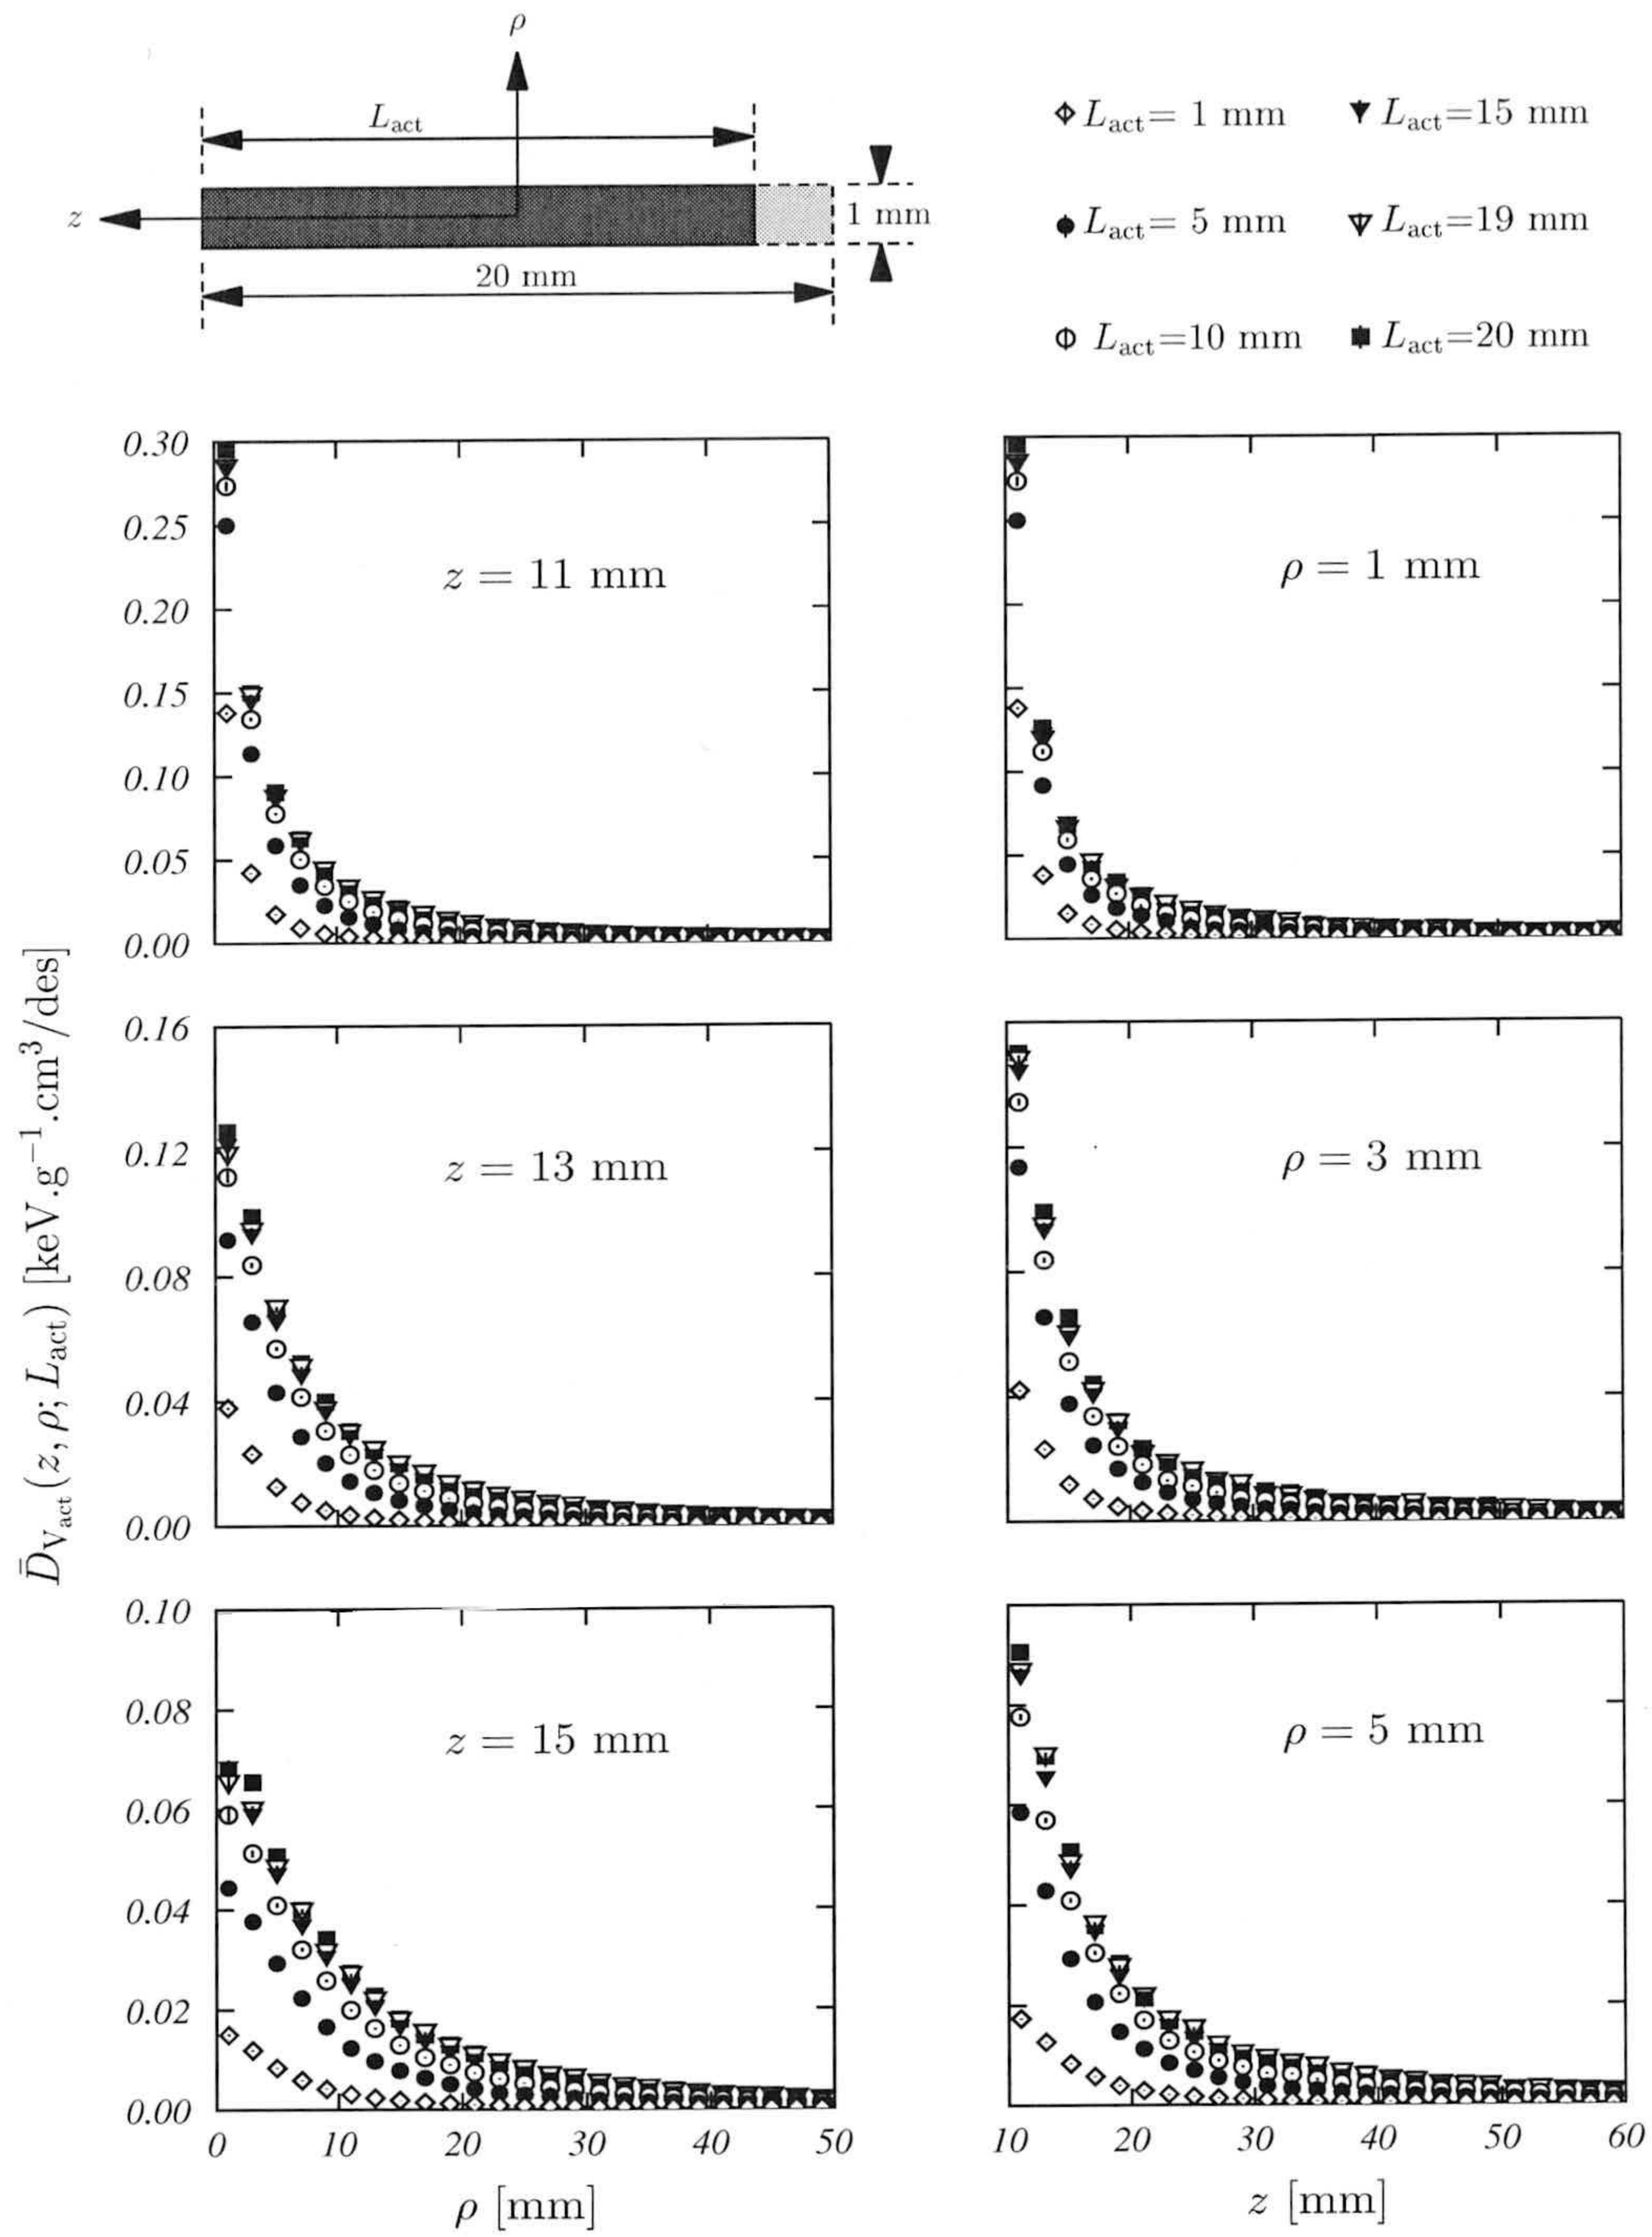 ρ
L_act
z
1 mm
20 mm
L_act= 1 mm
L_act=15 mm
L_act= 5 mm
L_act=19 mm
L_act=10 mm
L_act=20 mm
D̄_Vact(z, ρ; L_act) [keV.g⁻¹.cm³/des]
0.30
0.25
0.20
0.15
0.10
0.05
0.00
z = 11 mm
ρ = 1 mm
0.16
0.12
0.08
0.04
0.00
z = 13 mm
ρ = 3 mm
0.10
0.08
0.06
0.04
0.02
0.00
z = 15 mm
ρ = 5 mm
0 10 20 30 40 50
10 20 30 40 50 60
ρ [mm]
z [mm]